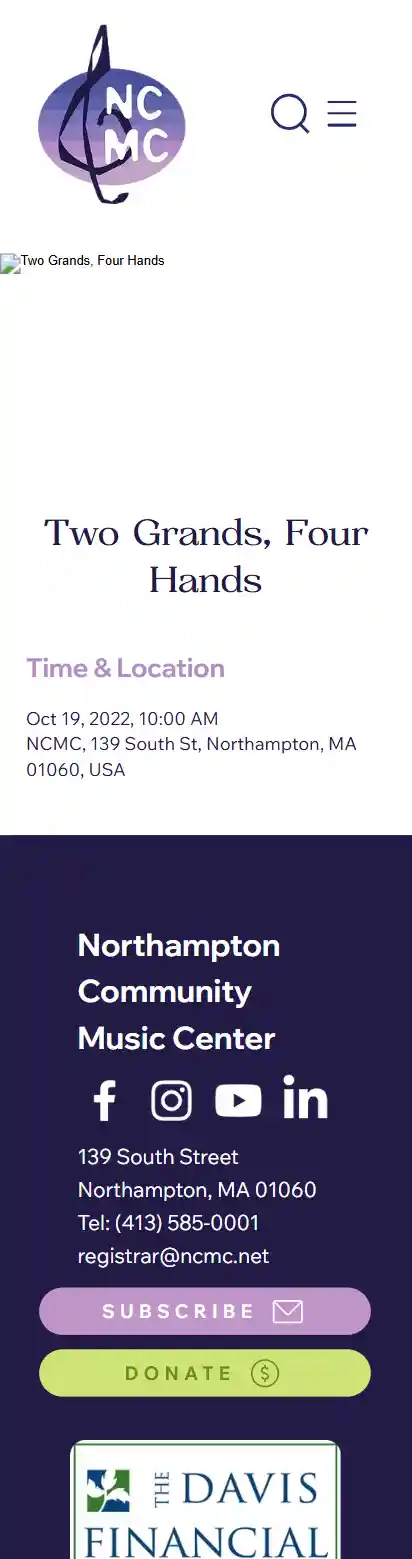 NC
MC
Two Grands, Four Hands
Two Grands, Four
Hands
Time & Location
Oct 19, 2022, 10:00 AM
NCMC, 139 South St, Northampton, MA
01060, USA
Northampton
Community
Music Center
139 South Street
Northampton, MA 01060
Tel: (413) 585-0001
registrar@ncmc.net
SUBSCRIBE
DONATE
THE DAVIS
FINANCIAL